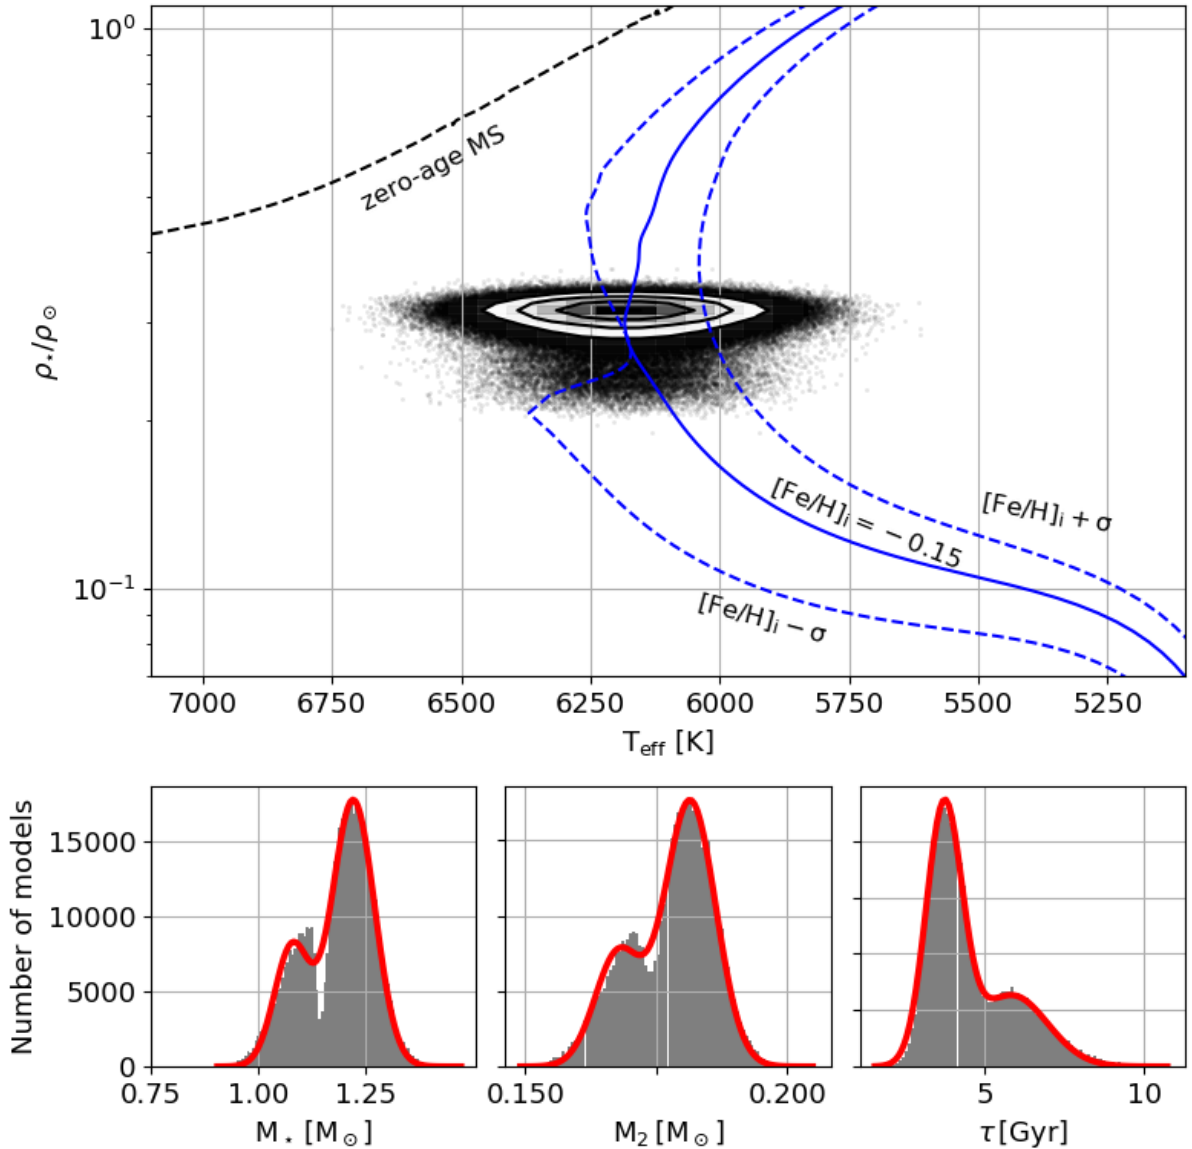 10⁰
zero-age MS
ρ⋆/ρ⊙
[Fe/H]ᵢ = −0.15
[Fe/H]ᵢ + σ
10⁻¹
[Fe/H]ᵢ − σ
7000 6750 6500 6250 6000 5750 5500 5250
T_eff [K]
Number of models
15000
10000
5000
0
0.75 1.00 1.25
0.150 0.200
5 10
M⋆ [M⊙]
M₂ [M⊙]
τ [Gyr]